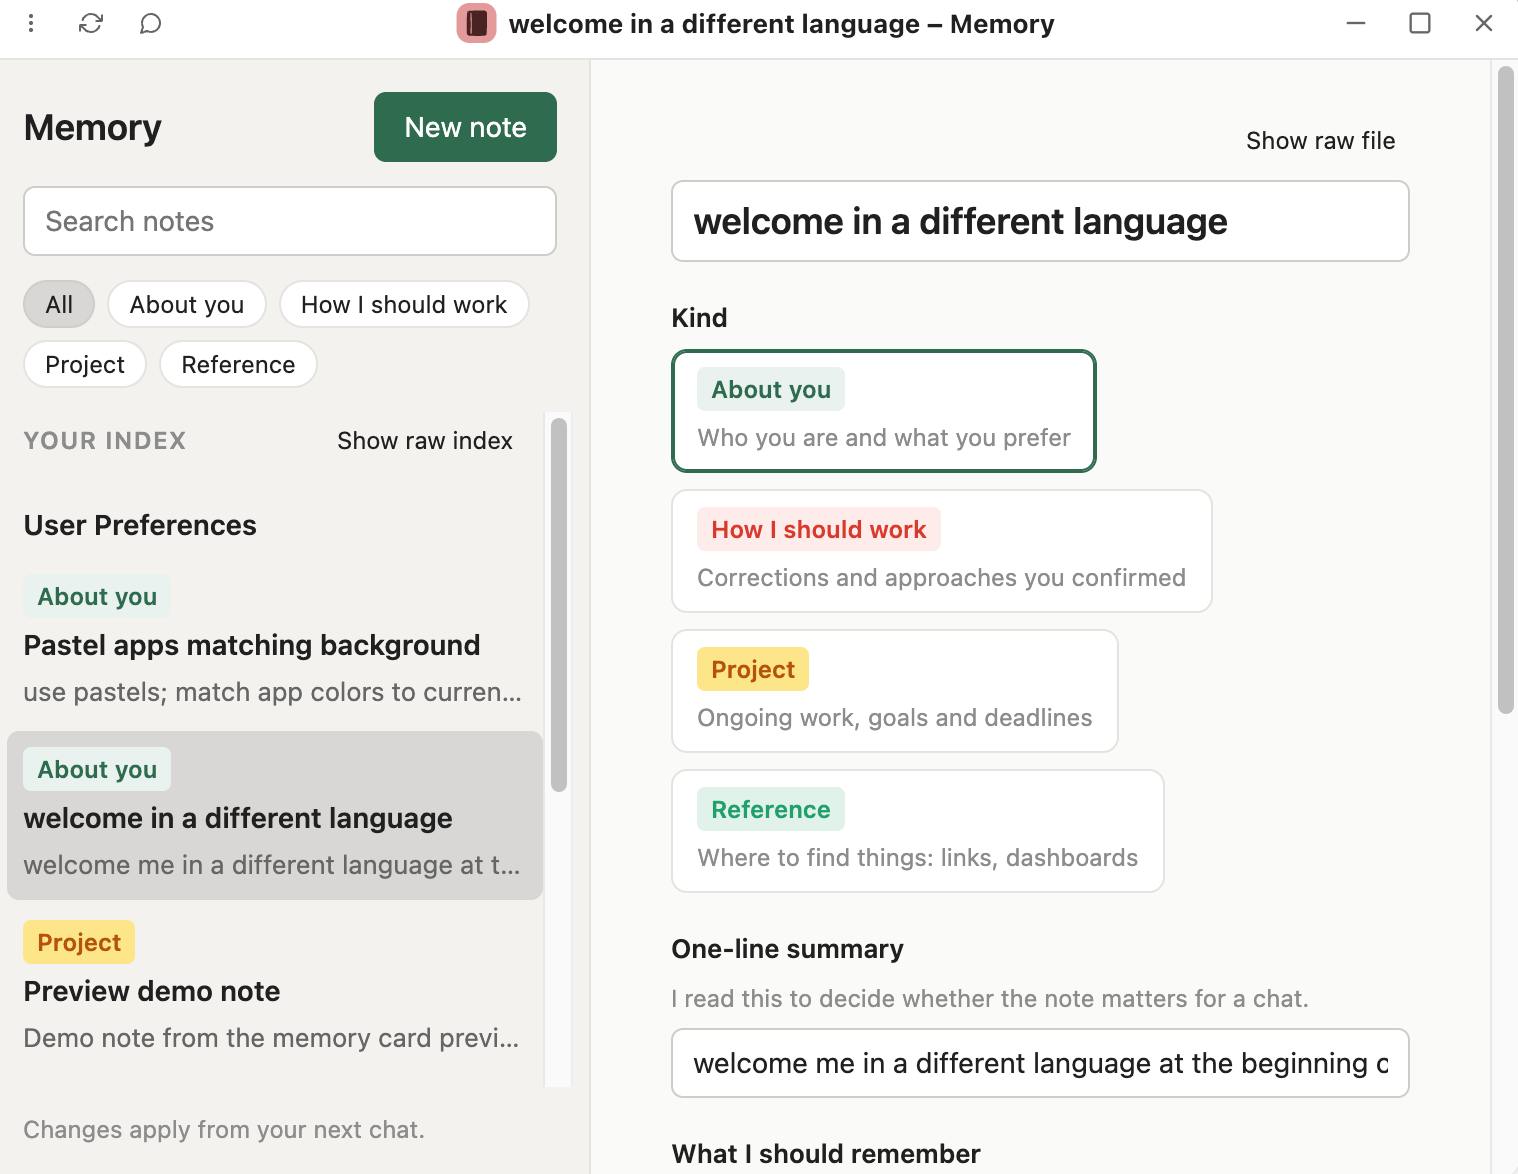 welcome in a different language – Memory
Memory
New note
Search notes
All
About you
How I should work
Project
Reference
YOUR INDEX
Show raw index
User Preferences
About you
Pastel apps matching background
use pastels; match app colors to curren...
About you
welcome in a different language
welcome me in a different language at t...
Project
Preview demo note
Demo note from the memory card previ...
Changes apply from your next chat.
Show raw file
welcome in a different language
Kind
About you
Who you are and what you prefer
How I should work
Corrections and approaches you confirmed
Project
Ongoing work, goals and deadlines
Reference
Where to find things: links, dashboards
One-line summary
I read this to decide whether the note matters for a chat.
welcome me in a different language at the beginning
What I should remember